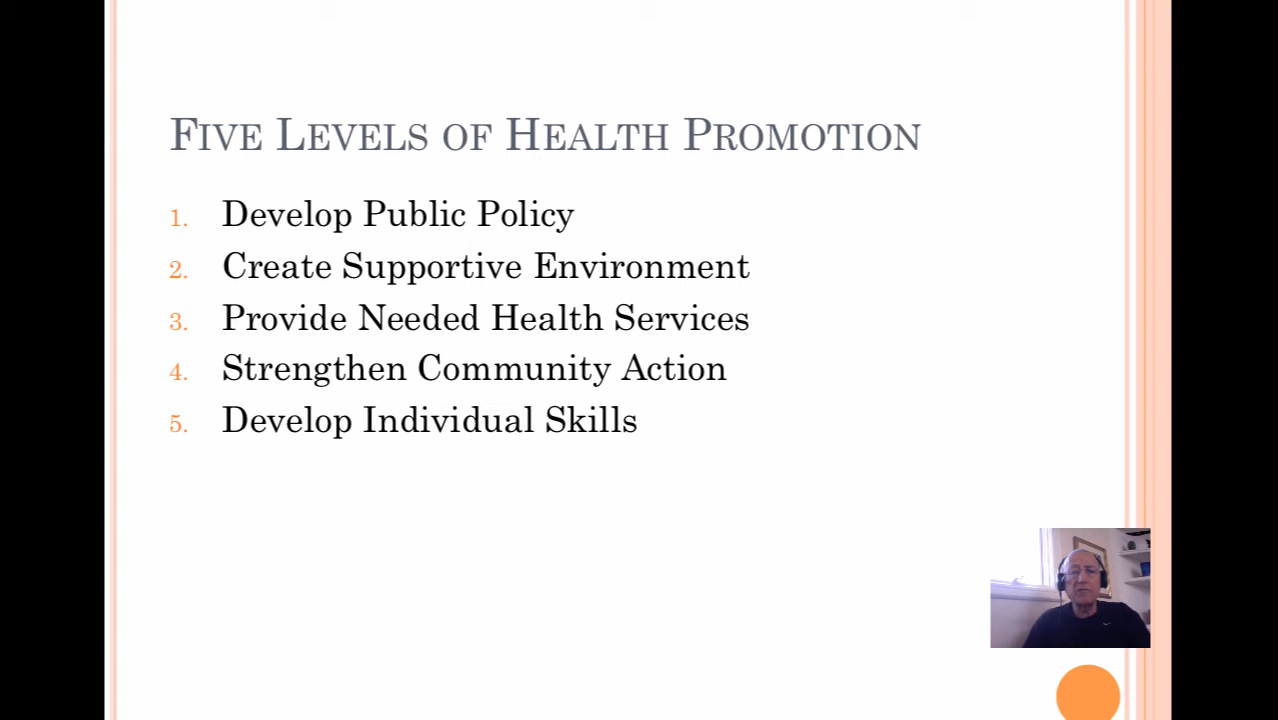 Five Levels of Health Promotion
1. Develop Public Policy
2. Create Supportive Environment
3. Provide Needed Health Services
4. Strengthen Community Action
5. Develop Individual Skills